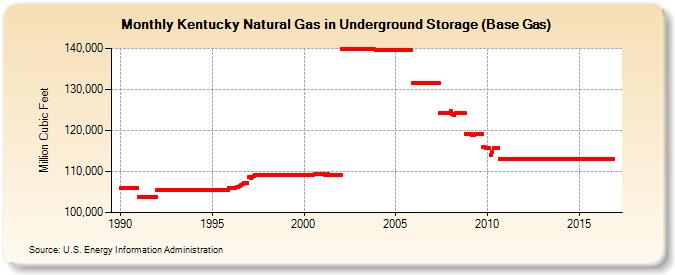 Monthly Kentucky Natural Gas in Underground Storage (Base Gas)
Million Cubic Feet
140,000
130,000
120,000
110,000
100,000
1990 1995 2000 2005 2010 2015
Source: U.S. Energy Information Administration